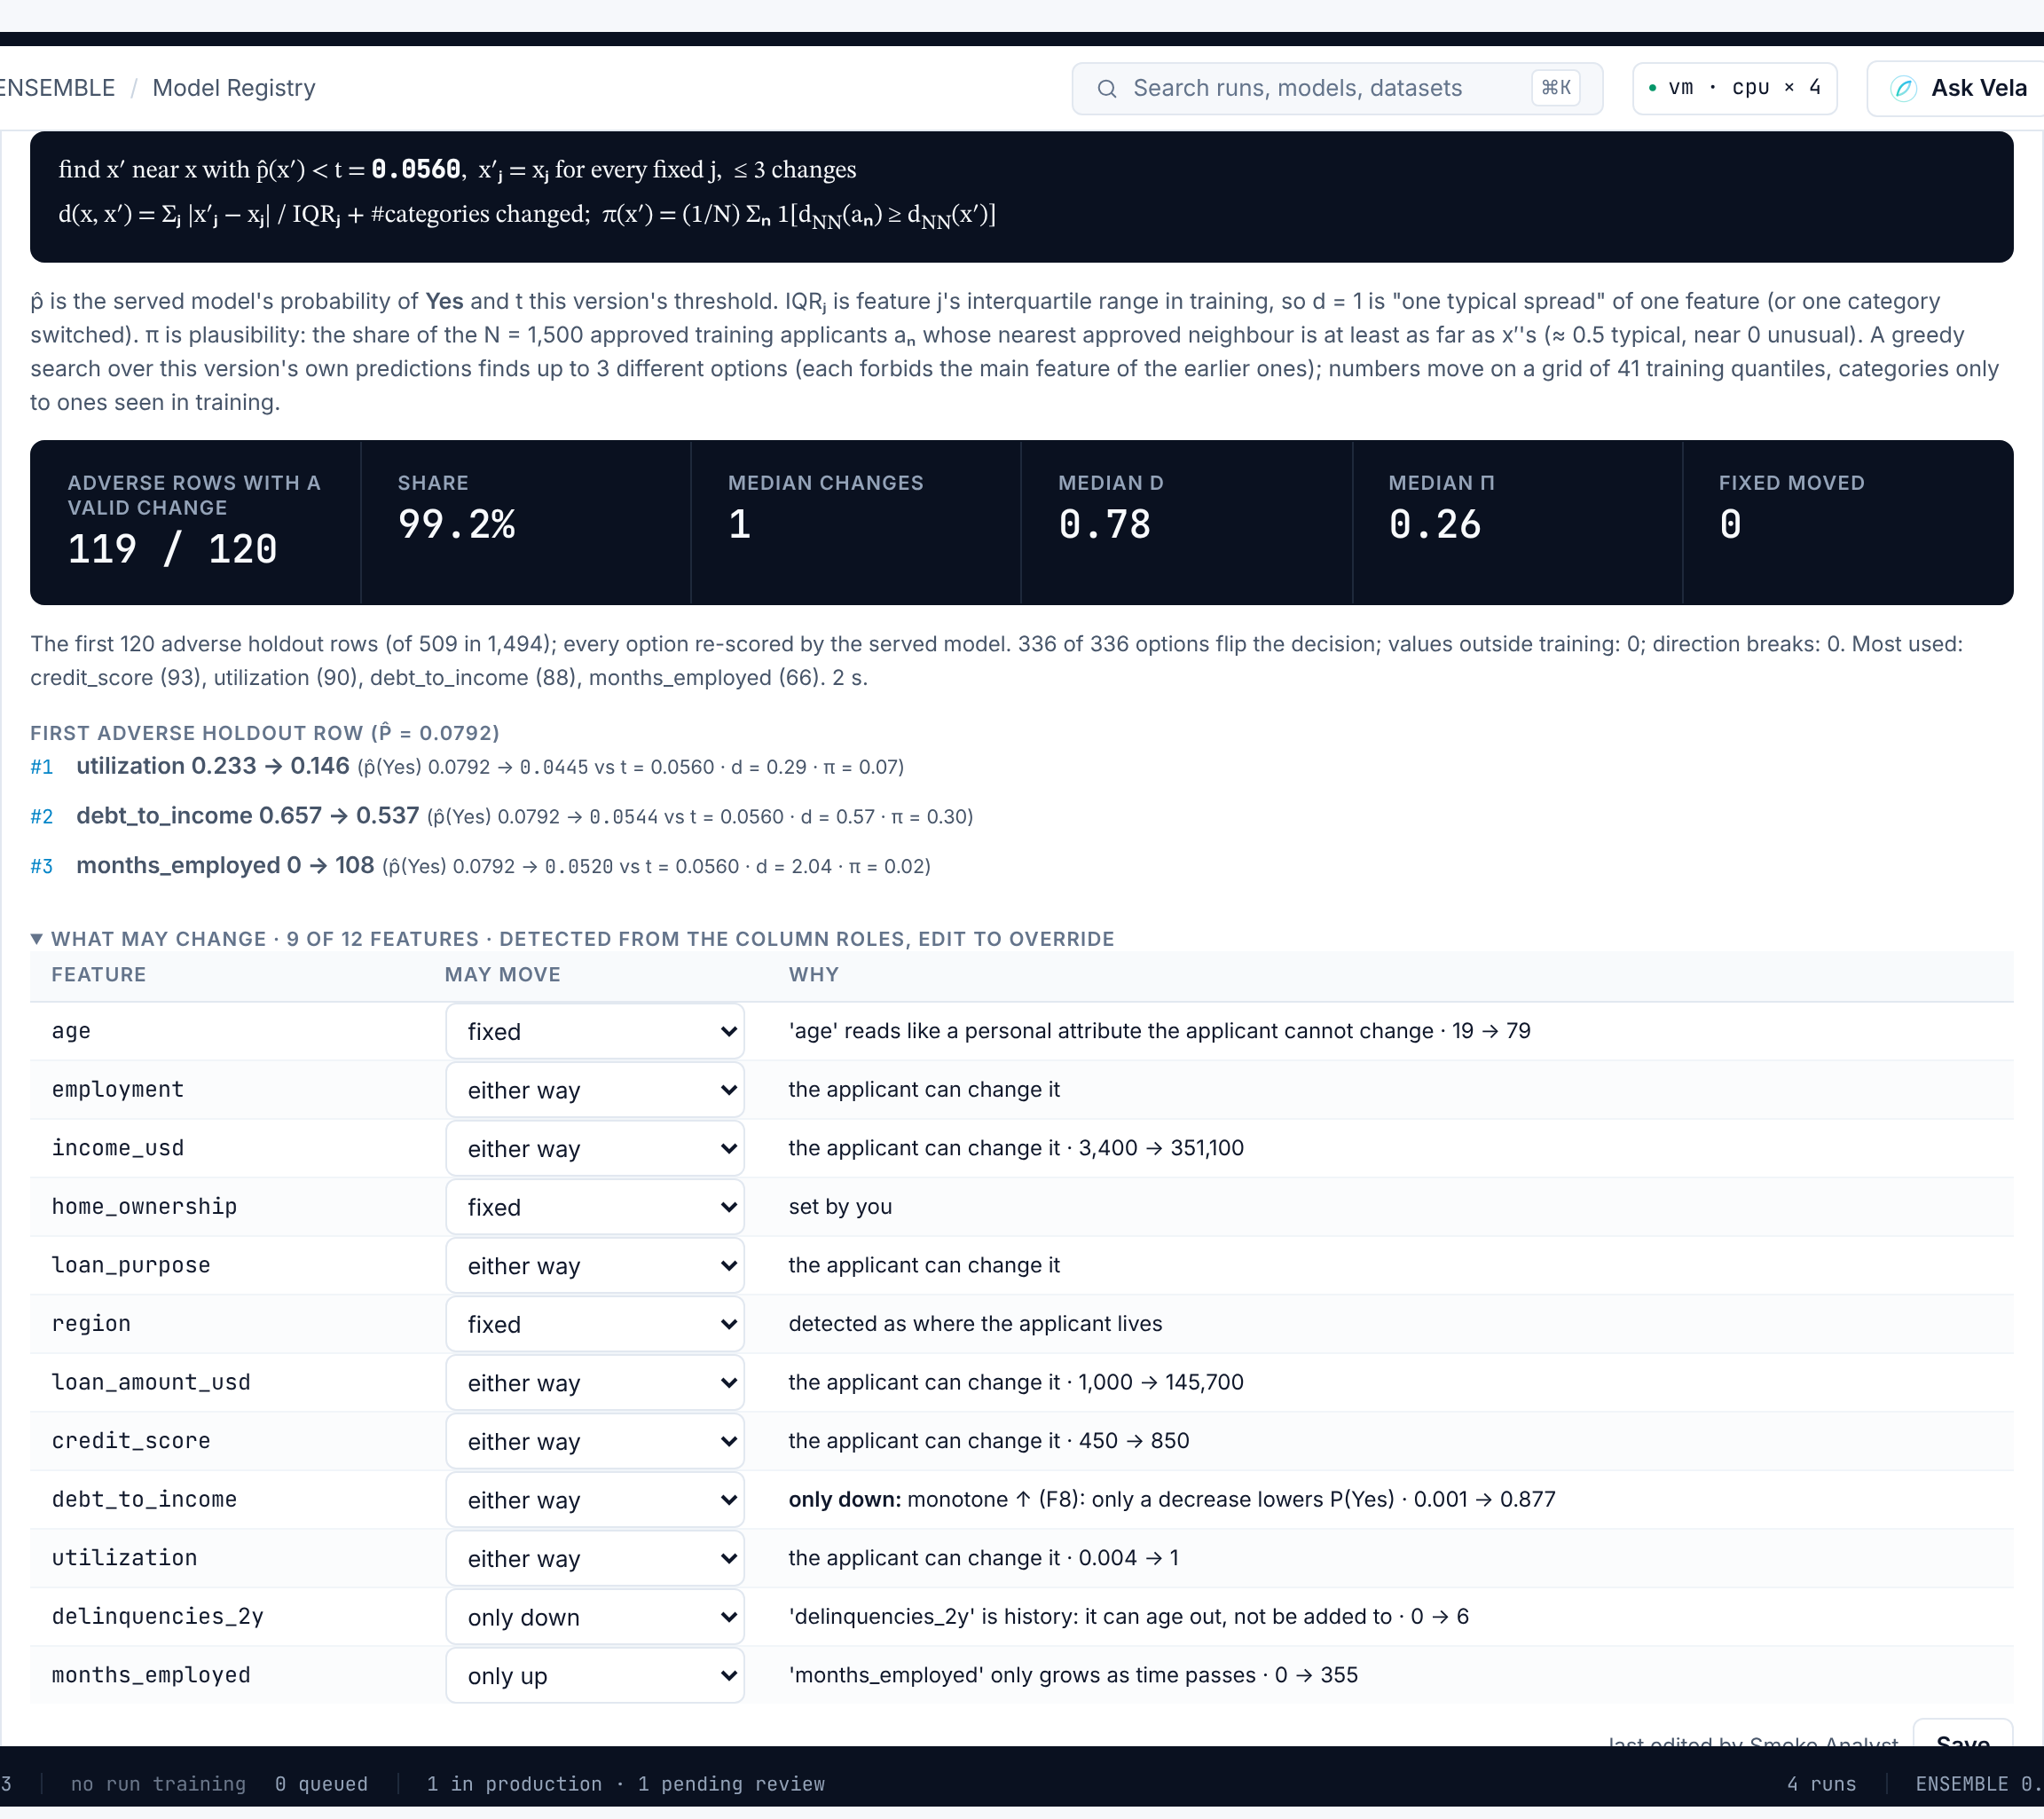 ENSEMBLE / Model Registry
Search runs, models, datasets ⌘K
vm · cpu × 4
Ask Vela
find x′ near x with p̂(x′) < t = 0.0560, x′ⱼ = xⱼ for every fixed j, ≤ 3 changes
d(x, x′) = Σⱼ |x′ⱼ − xⱼ| / IQRⱼ + #categories changed; π(x′) = (1/N) Σₙ 1[d_NN(aₙ) ≥ d_NN(x′)]
p̂ is the served model's probability of Yes and t this version's threshold. IQRⱼ is feature j's interquartile range in training, so d = 1 is "one typical spread" of one feature (or one category
switched). π is plausibility: the share of the N = 1,500 approved training applicants aₙ whose nearest approved neighbour is at least as far as x′'s (≈ 0.5 typical, near 0 unusual). A greedy
search over this version's own predictions finds up to 3 different options (each forbids the main feature of the earlier ones); numbers move on a grid of 41 training quantiles, categories only
to ones seen in training.
ADVERSE ROWS WITH A VALID CHANGE
119 / 120
SHARE
99.2%
MEDIAN CHANGES
1
MEDIAN D
0.78
MEDIAN Π
0.26
FIXED MOVED
0
The first 120 adverse holdout rows (of 509 in 1,494); every option re-scored by the served model. 336 of 336 options flip the decision; values outside training: 0; direction breaks: 0. Most used:
credit_score (93), utilization (90), debt_to_income (88), months_employed (66). 2 s.
FIRST ADVERSE HOLDOUT ROW (P̂ = 0.0792)
#1 utilization 0.233 → 0.146 (p̂(Yes) 0.0792 → 0.0445 vs t = 0.0560 · d = 0.29 · π = 0.07)
#2 debt_to_income 0.657 → 0.537 (p̂(Yes) 0.0792 → 0.0544 vs t = 0.0560 · d = 0.57 · π = 0.30)
#3 months_employed 0 → 108 (p̂(Yes) 0.0792 → 0.0520 vs t = 0.0560 · d = 2.04 · π = 0.02)
▼ WHAT MAY CHANGE · 9 OF 12 FEATURES · DETECTED FROM THE COLUMN ROLES, EDIT TO OVERRIDE
FEATURE MAY MOVE WHY
age fixed 'age' reads like a personal attribute the applicant cannot change · 19 → 79
employment either way the applicant can change it
income_usd either way the applicant can change it · 3,400 → 351,100
home_ownership fixed set by you
loan_purpose either way the applicant can change it
region fixed detected as where the applicant lives
loan_amount_usd either way the applicant can change it · 1,000 → 145,700
credit_score either way the applicant can change it · 450 → 850
debt_to_income either way only down: monotone ↑ (F8): only a decrease lowers P(Yes) · 0.001 → 0.877
utilization either way the applicant can change it · 0.004 → 1
delinquencies_2y only down 'delinquencies_2y' is history: it can age out, not be added to · 0 → 6
months_employed only up 'months_employed' only grows as time passes · 0 → 355
last edited by Smoke Analyst Save
3 no run training 0 queued 1 in production · 1 pending review 4 runs ENSEMBLE 0.